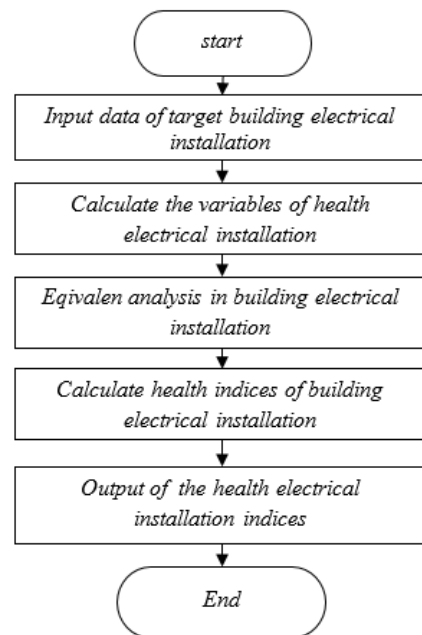 start
Input data of target building electrical
installation
Calculate the variables of health
electrical installation
Eqivalen analysis in building electrical
installation
Calculate health indices of building
electrical installation
Output of the health electrical
installation indices
End